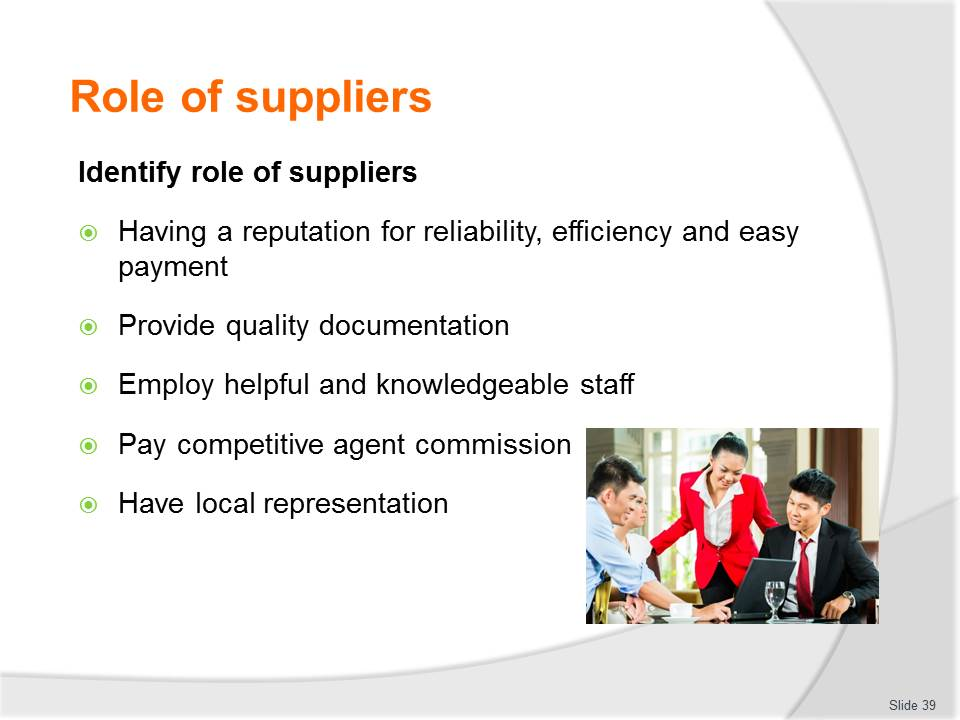 Role of suppliers
Identify role of suppliers
Having a reputation for reliability, efficiency and easy
payment
Provide quality documentation
Employ helpful and knowledgeable staff
Pay competitive agent commission
Have local representation
Slide 39